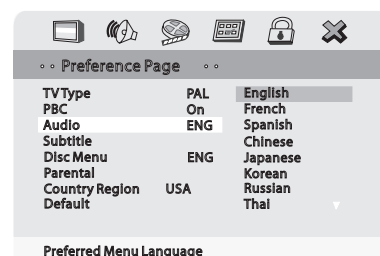 Preference Page
TV Type PAL English
PBC On French
Audio ENG Spanish
Subtitle Chinese
Disc Menu ENG Japanese
Parental Korean
Country Region USA Russian
Default Thai
Preferred Menu Language